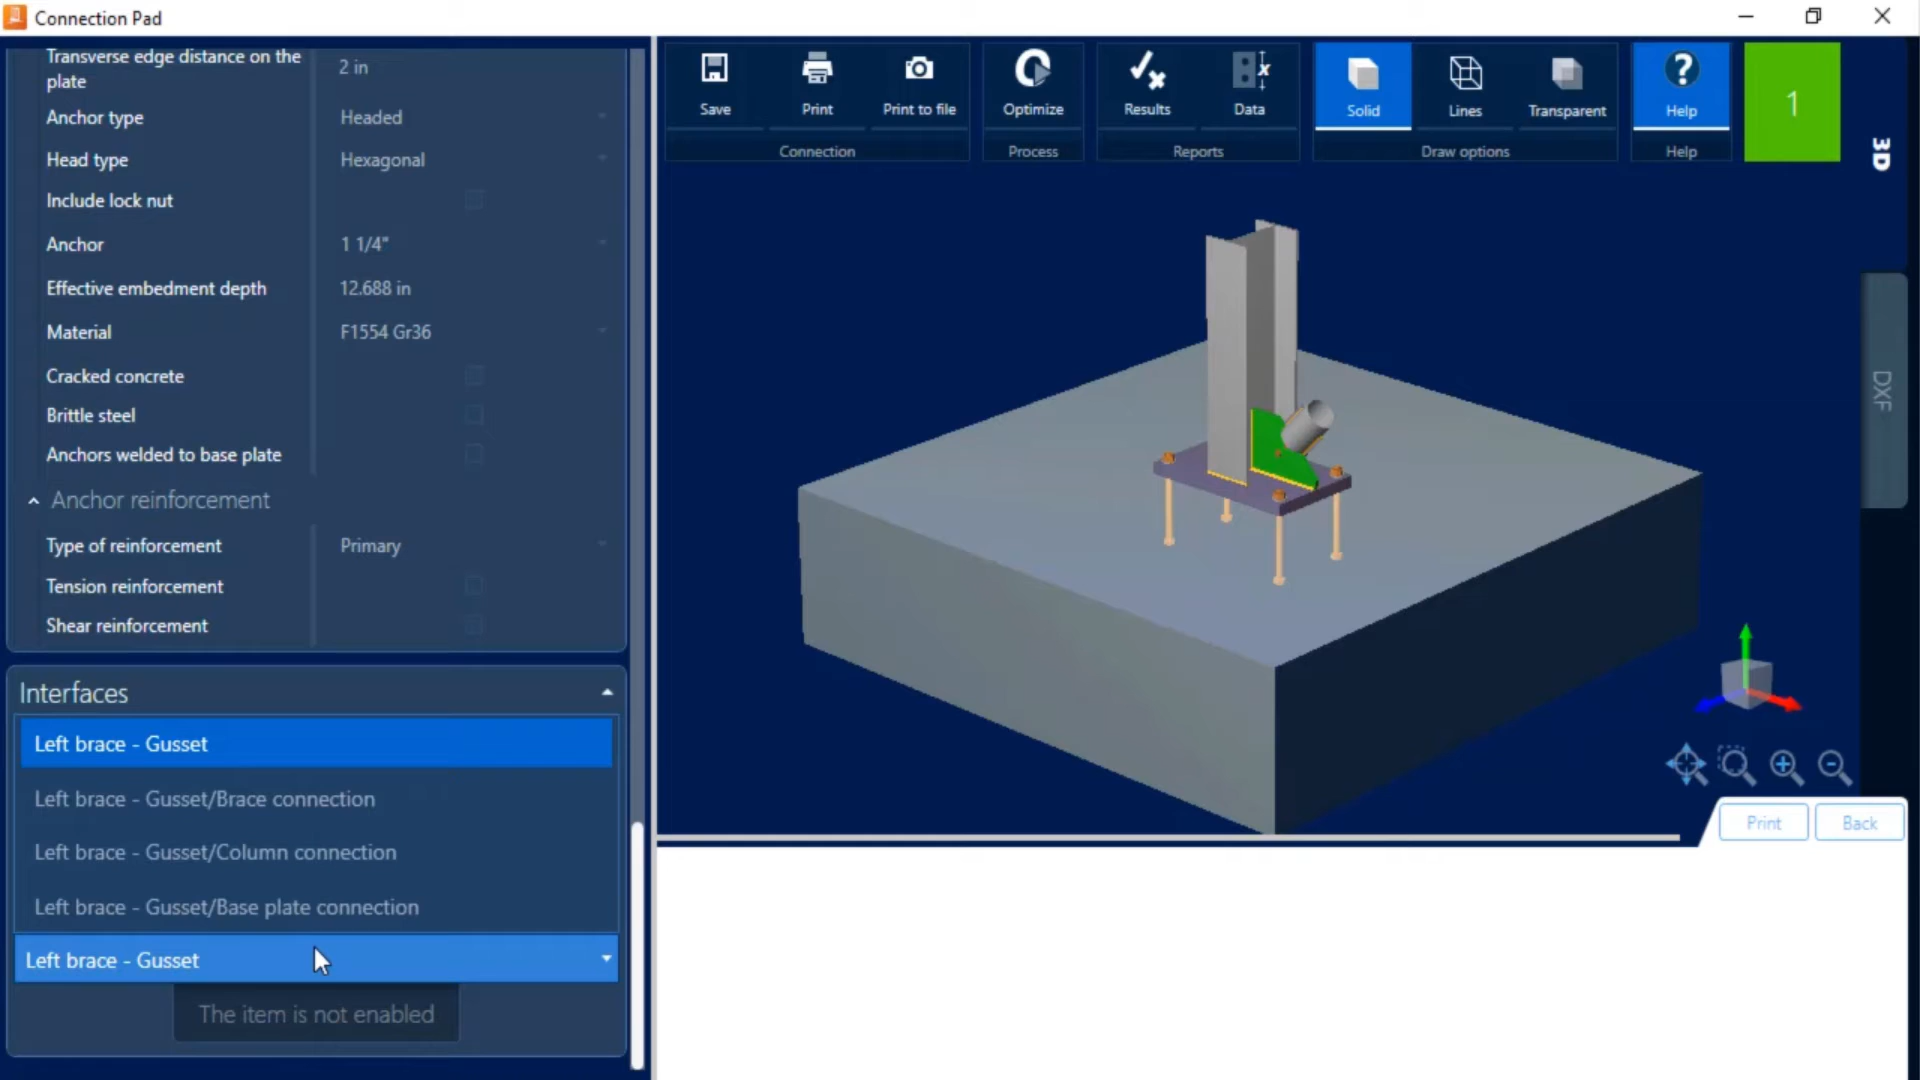 Connection Pad
Transverse edge distance on the
plate
2 in
Anchor type
Headed
Head type
Hexagonal
Include lock nut
Anchor
1 1/4"
Effective embedment depth
12.688 in
Material
F1554 Gr36
Cracked concrete
Brittle steel
Anchors welded to base plate
Anchor reinforcement
Type of reinforcement
Primary
Tension reinforcement
Shear reinforcement
Interfaces
Left brace - Gusset
Left brace - Gusset/Brace connection
Left brace - Gusset/Column connection
Left brace - Gusset/Base plate connection
Left brace - Gusset
The item is not enabled
Save
Print
Print to file
Connection
Optimize
Process
Results
Data
Reports
Solid
Lines
Transparent
Draw options
Help
Help
1
3D
DXF
Print
Back